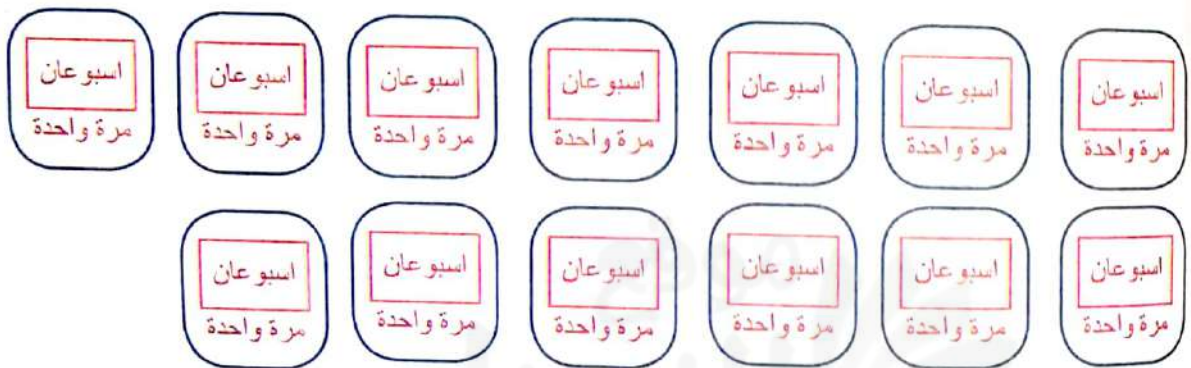 اسبوعان اسبوعان اسبوعان اسبوعان اسبوعان اسبوعان اسبوعان
مرة واحدة مرة واحدة مرة واحدة مرة واحدة مرة واحدة مرة واحدة مرة واحدة
اسبوعان اسبوعان اسبوعان اسبوعان اسبوعان اسبوعان
مرة واحدة مرة واحدة مرة واحدة مرة واحدة مرة واحدة مرة واحدة